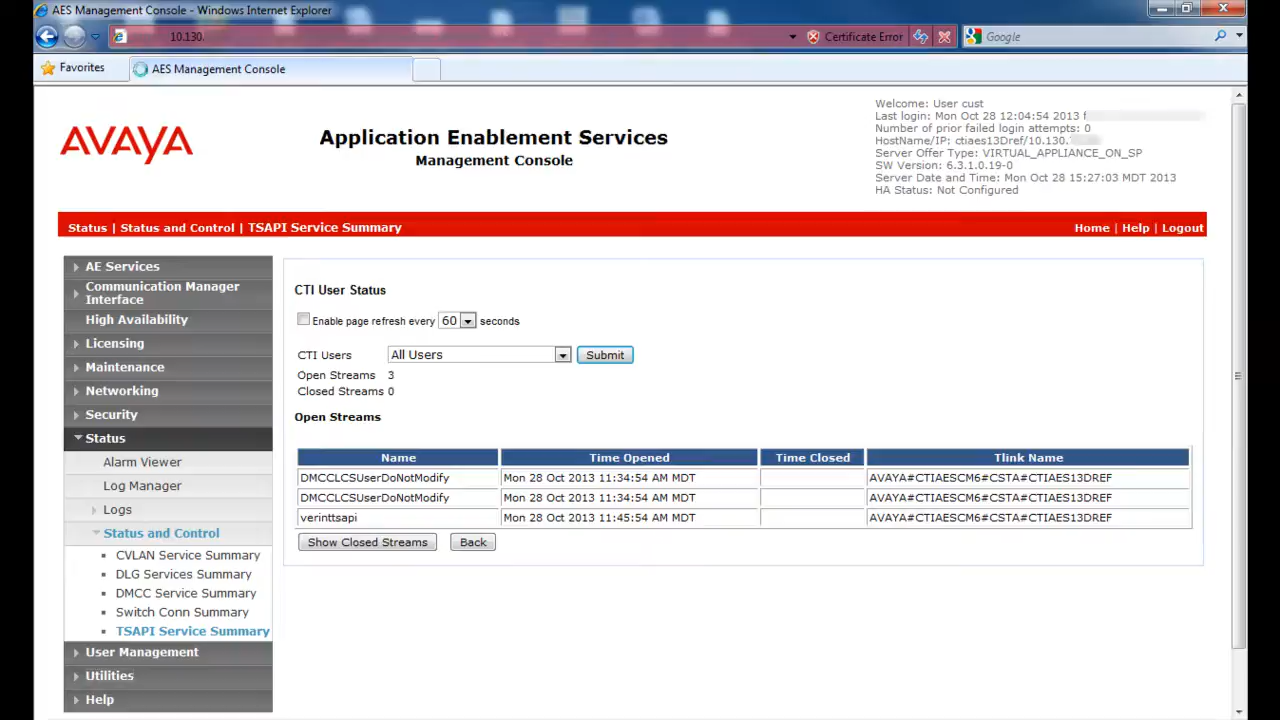 AES Management Console - Windows Internet Explorer
10.130.
Certificate Error
Google
Favorites
AES Management Console
AVAYA
Application Enablement Services
Management Console
Welcome: User cust
Last login: Mon Oct 28 12:04:54 2013 f
Number of prior failed login attempts: 0
HostName/IP: ctiaes13Dref/10.130.
Server Offer Type: VIRTUAL_APPLIANCE_ON_SP
SW Version: 6.3.1.0.19-0
Server Date and Time: Mon Oct 28 15:27:03 MDT 2013
HA Status: Not Configured
Status | Status and Control | TSAPI Service Summary
Home | Help | Logout
AE Services
Communication Manager
Interface
High Availability
Licensing
Maintenance
Networking
Security
Status
Alarm Viewer
Log Manager
Logs
Status and Control
CVLAN Service Summary
DLG Services Summary
DMCC Service Summary
Switch Conn Summary
TSAPI Service Summary
User Management
Utilities
Help
CTI User Status
Enable page refresh every 60 seconds
CTI Users All Users Submit
Open Streams 3
Closed Streams 0
Open Streams
Name Time Opened Time Closed Tlink Name
DMCCLCSUserDoNotModify Mon 28 Oct 2013 11:34:54 AM MDT AVAYA#CTIAESCM6#CSTA#CTIAES13DREF
DMCCLCSUserDoNotModify Mon 28 Oct 2013 11:34:54 AM MDT AVAYA#CTIAESCM6#CSTA#CTIAES13DREF
verinttsapi Mon 28 Oct 2013 11:45:54 AM MDT AVAYA#CTIAESCM6#CSTA#CTIAES13DREF
Show Closed Streams Back